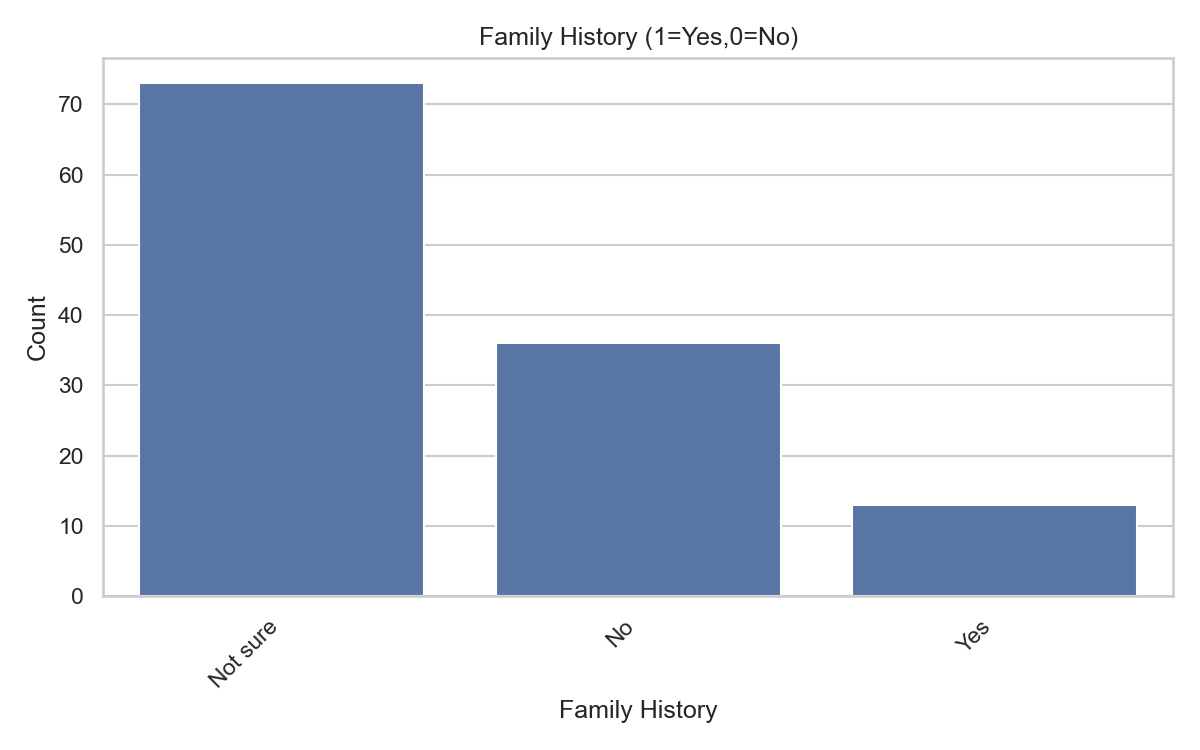 Family History (1=Yes,0=No)
Count
70
60
50
40
30
20
10
0
Not sure
No
Yes
Family History